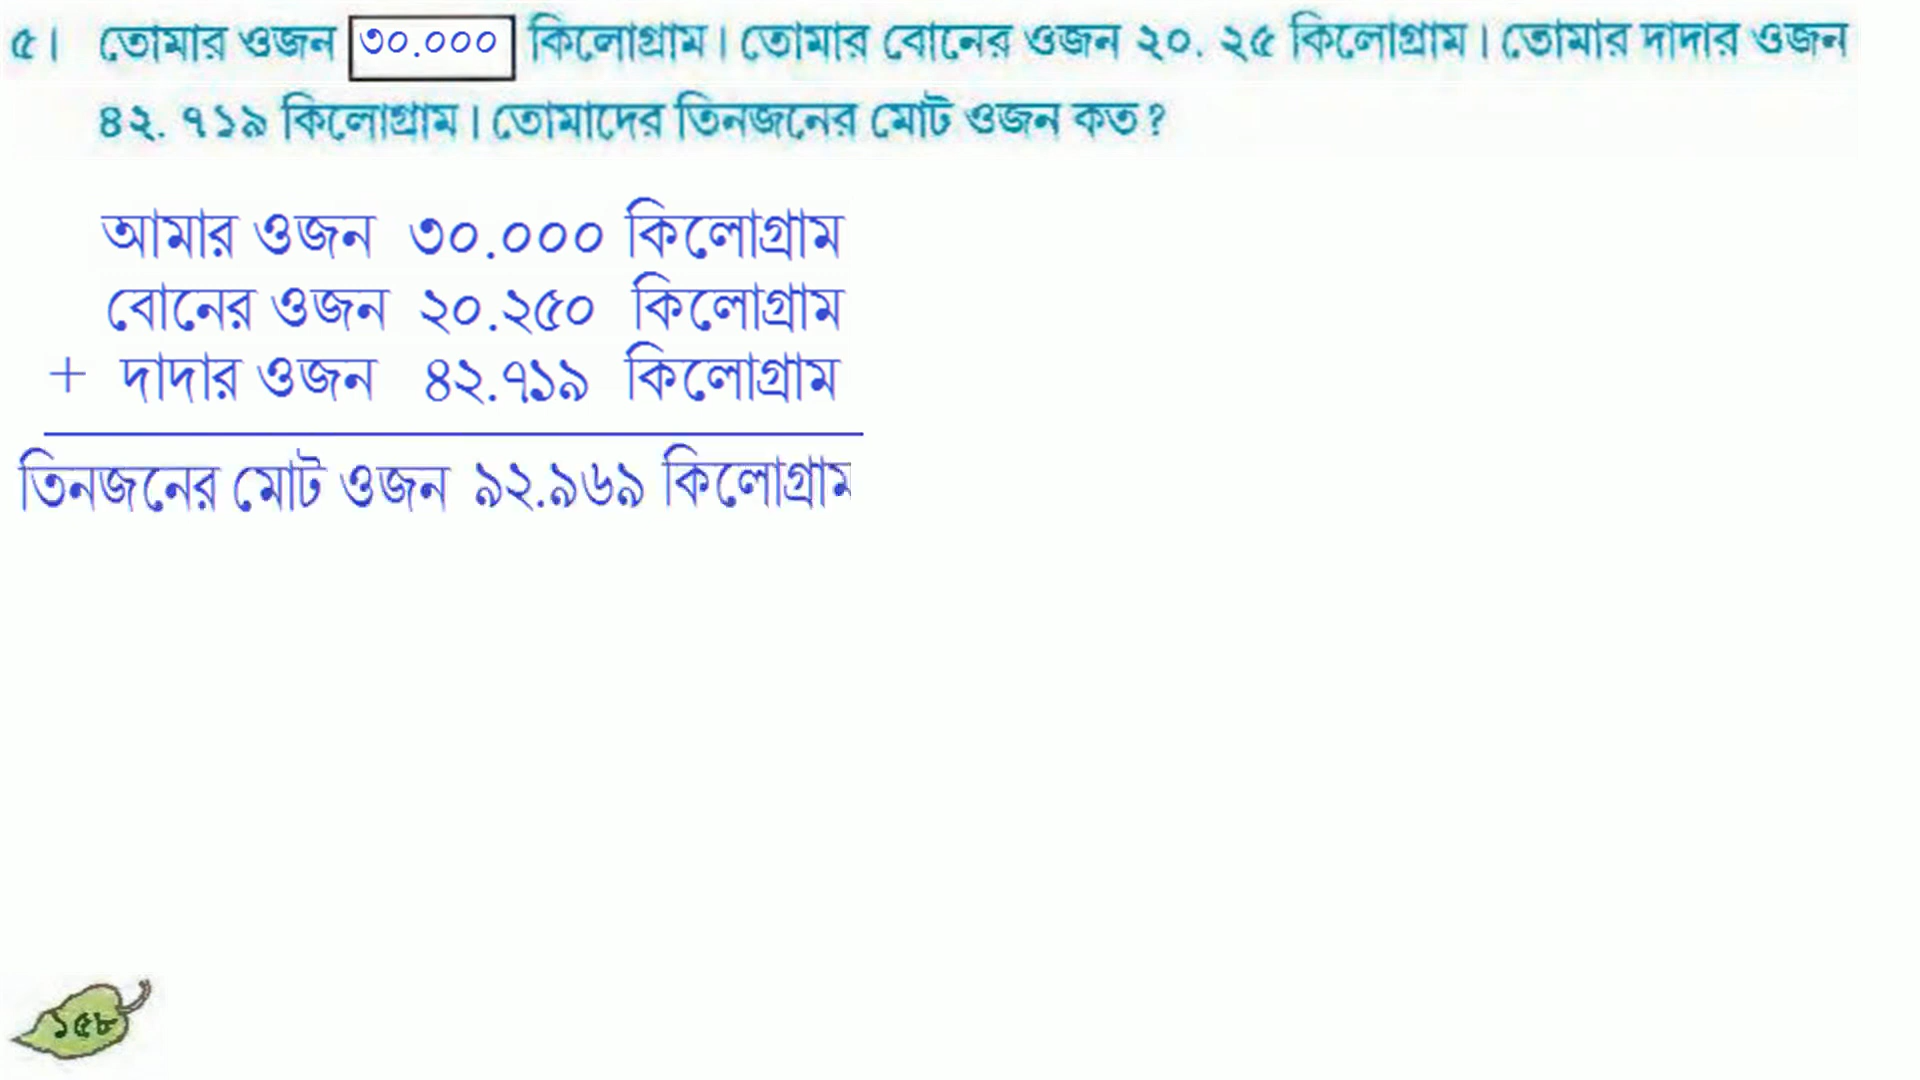 ৫। তোমার ওজন ৩০.০০০ কিলোগ্রাম। তোমার বোনের ওজন ২০. ২৫ কিলোগ্রাম। তোমার দাদার ওজন
৪২. ৭১৯ কিলোগ্রাম। তোমাদের তিনজনের মোট ওজন কত?
আমার ওজন ৩০.০০০ কিলোগ্রাম
বোনের ওজন ২০.২৫০ কিলোগ্রাম
+ দাদার ওজন ৪২.৭১৯ কিলোগ্রাম
তিনজনের মোট ওজন ৯২.৯৬৯ কিলোগ্রাম
১৫৮